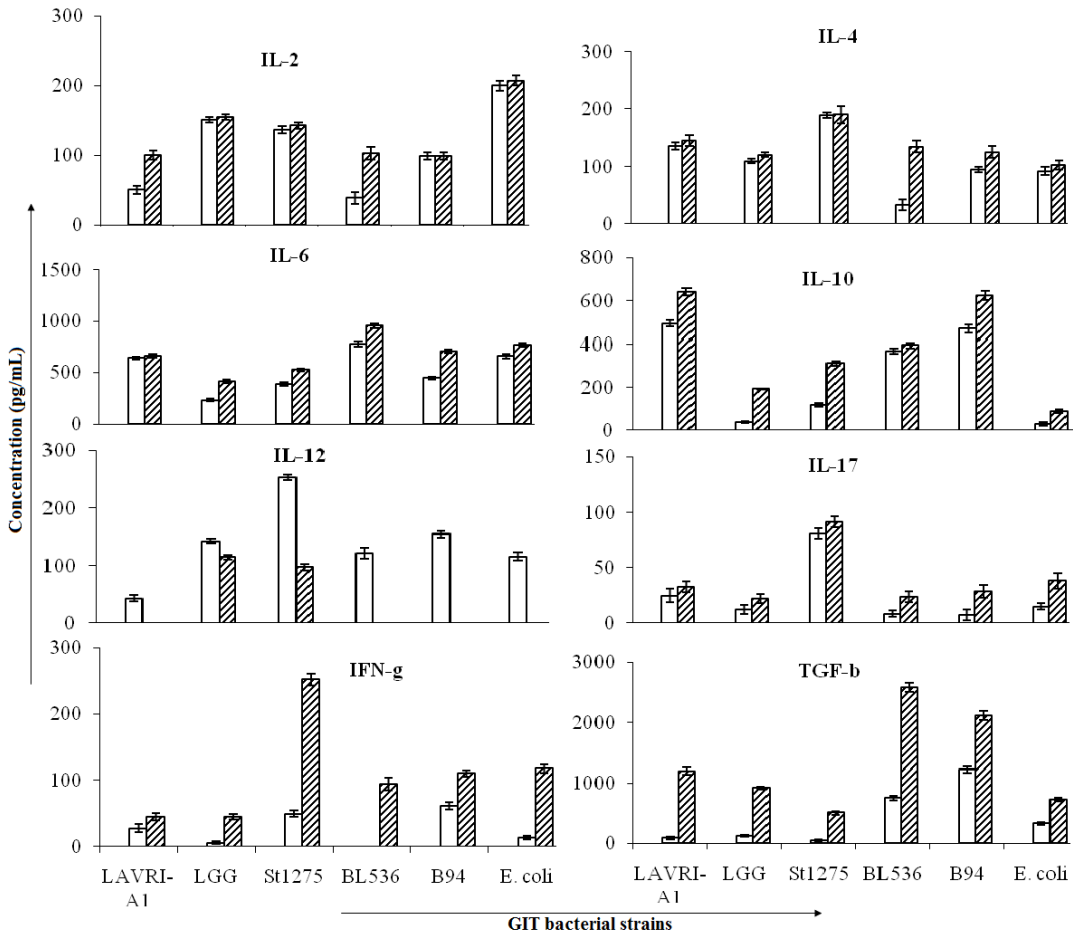 IL-2
300
200
100
0
IL-4
300
200
100
0
IL-6
1500
1000
500
0
IL-10
800
600
400
200
0
IL-12
300
200
100
0
IL-17
150
100
50
0
IFN-g
300
200
100
0
TGF-b
3000
2000
1000
0
Concentration (pg/mL)
LAVRI-
A1
LGG
St1275
BL536
B94
E. coli
LAVRI-
A1
LGG
St1275
BL536
B94
E. coli
GIT bacterial strains